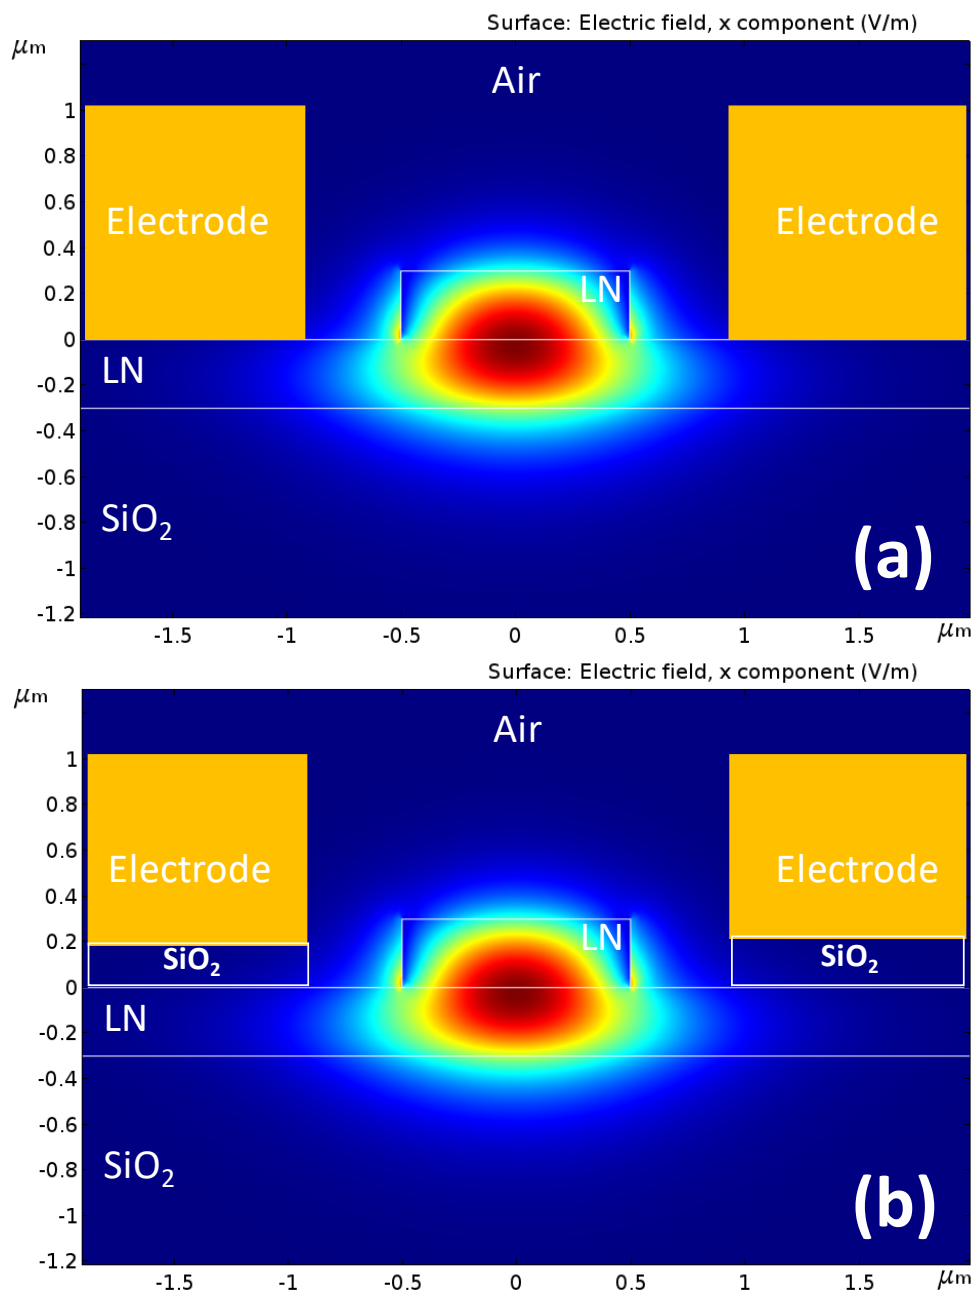 Surface: Electric field, x component (V/m)
μm
Air
1
0.8
0.6
Electrode Electrode
0.4
0.2
LN
0
LN
-0.2
-0.4
-0.6
SiO₂
-0.8
(a)
-1
-1.2
-1.5 -1 -0.5 0 0.5 1 1.5 μm
Surface: Electric field, x component (V/m)
μm
Air
1
0.8
0.6
Electrode Electrode
0.4
0.2
LN
SiO₂ SiO₂
0
LN
-0.2
-0.4
-0.6
SiO₂
-0.8
(b)
-1
-1.2
-1.5 -1 -0.5 0 0.5 1 1.5 μm